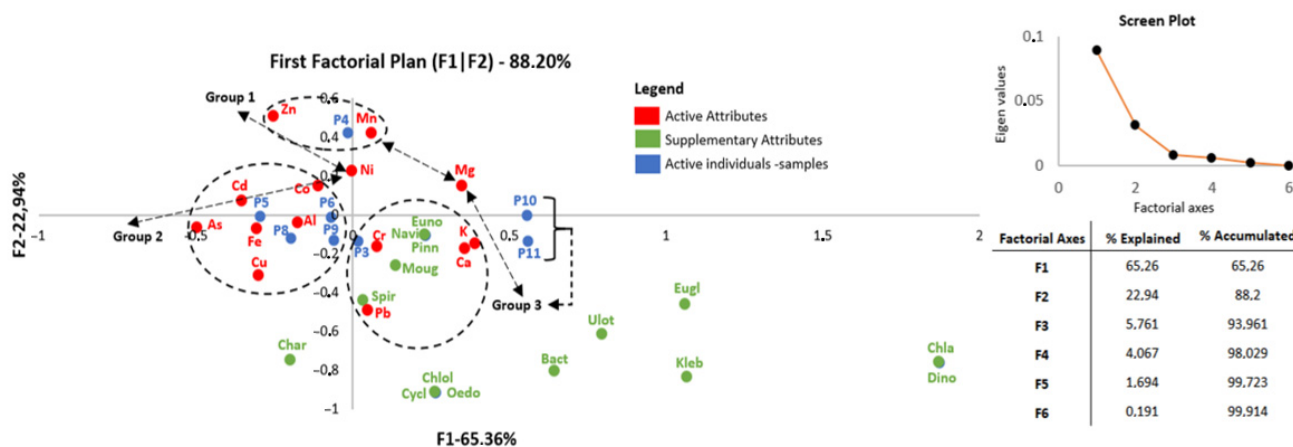 First Factorial Plan (F1|F2) - 88.20%
Group 1
Zn
P4
Mn
Ni
Mg
Cd
Co
P5
P6
As
Al
Fe
P8
P9
Cu
Group 2
P3
Cr
Euno
Navi
Pinn
K
Ca
Moug
Spir
Pb
P10
P11
Group 3
Eugl
Ulot
Char
Bact
Kleb
Chla
Dino
Chlol
Cycl
Oedo
0.6
0.4
0.2
0
-0.2
-0.4
-0.6
-0.8
-1
-1
-0.5
0.5
1
1.5
2
F2-22,94%
F1-65.36%
Legend
Active Attributes
Supplementary Attributes
Active individuals -samples
Screen Plot
Eigen values
0.1
0.05
0
0 2 4 6
Factorial axes
Factorial Axes % Explained % Accumulated
F1 65,26 65,26
F2 22,94 88,2
F3 5,761 93,961
F4 4,067 98,029
F5 1,694 99,723
F6 0,191 99,914